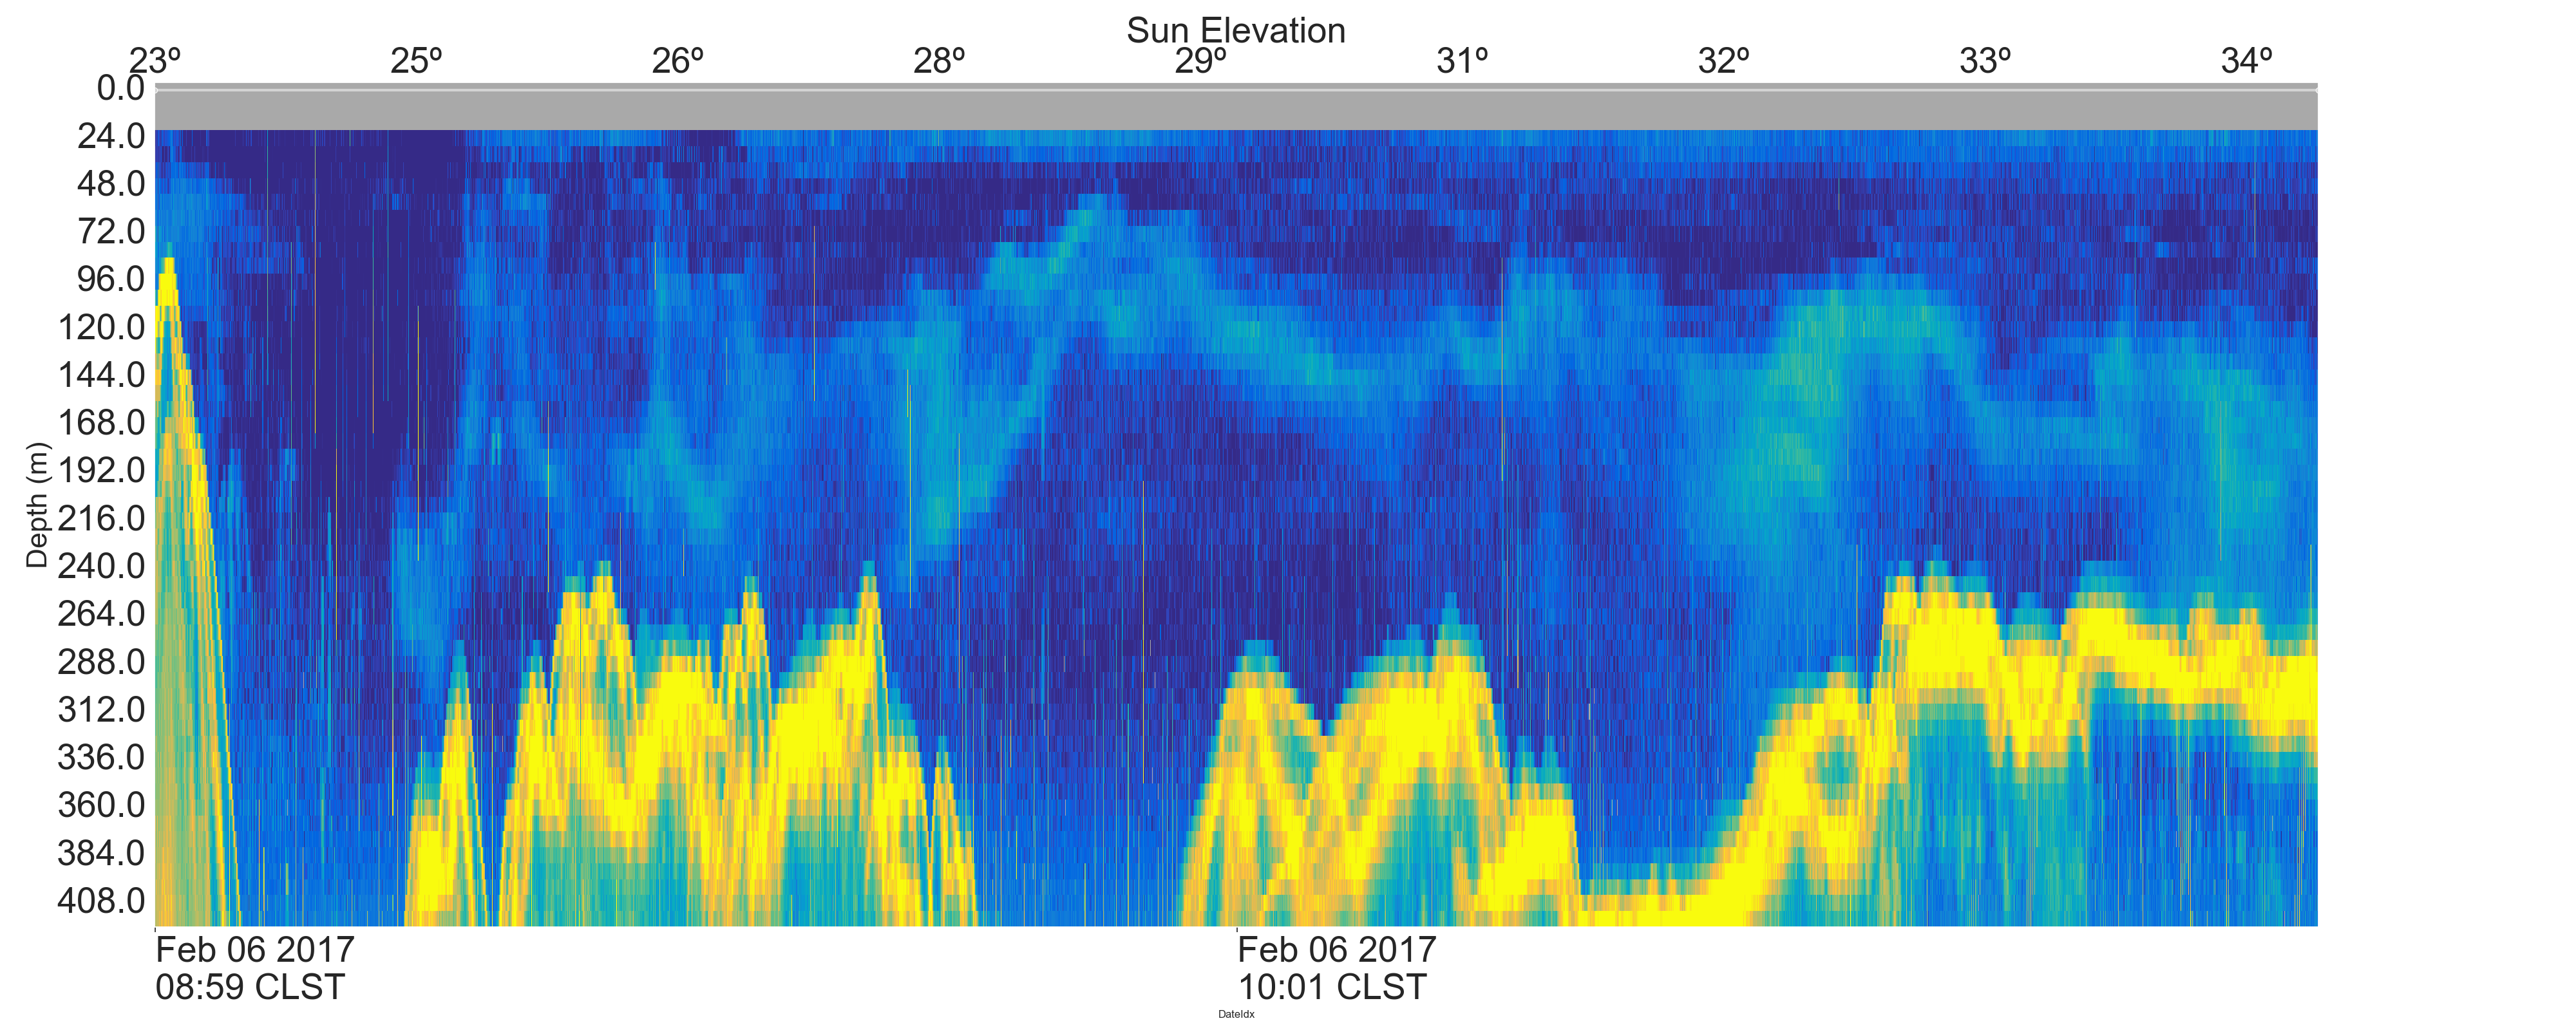 Sun Elevation
23º 25º 26º 28º 29º 31º 32º 33º 34º
0.0
24.0
48.0
72.0
96.0
120.0
144.0
168.0
192.0
216.0
240.0
264.0
288.0
312.0
336.0
360.0
384.0
408.0
Depth (m)
Feb 06 2017
08:59 CLST
Feb 06 2017
10:01 CLST
DateIdx